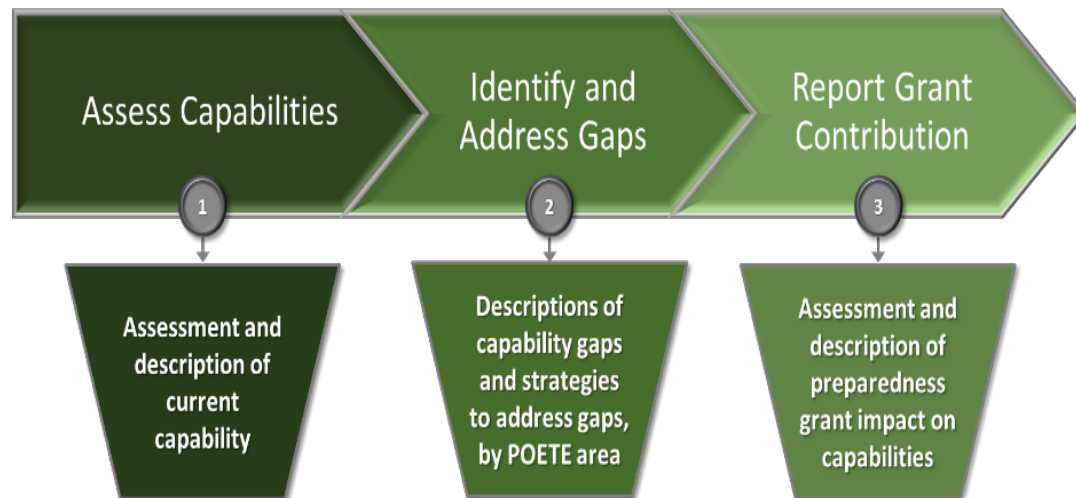 Assess Capabilities
Identify and
Address Gaps
Report Grant
Contribution
1
2
3
Assessment and
description of
current
capability
Descriptions of
capability gaps
and strategies
to address gaps,
by POETE area
Assessment and
description of
preparedness
grant impact on
capabilities